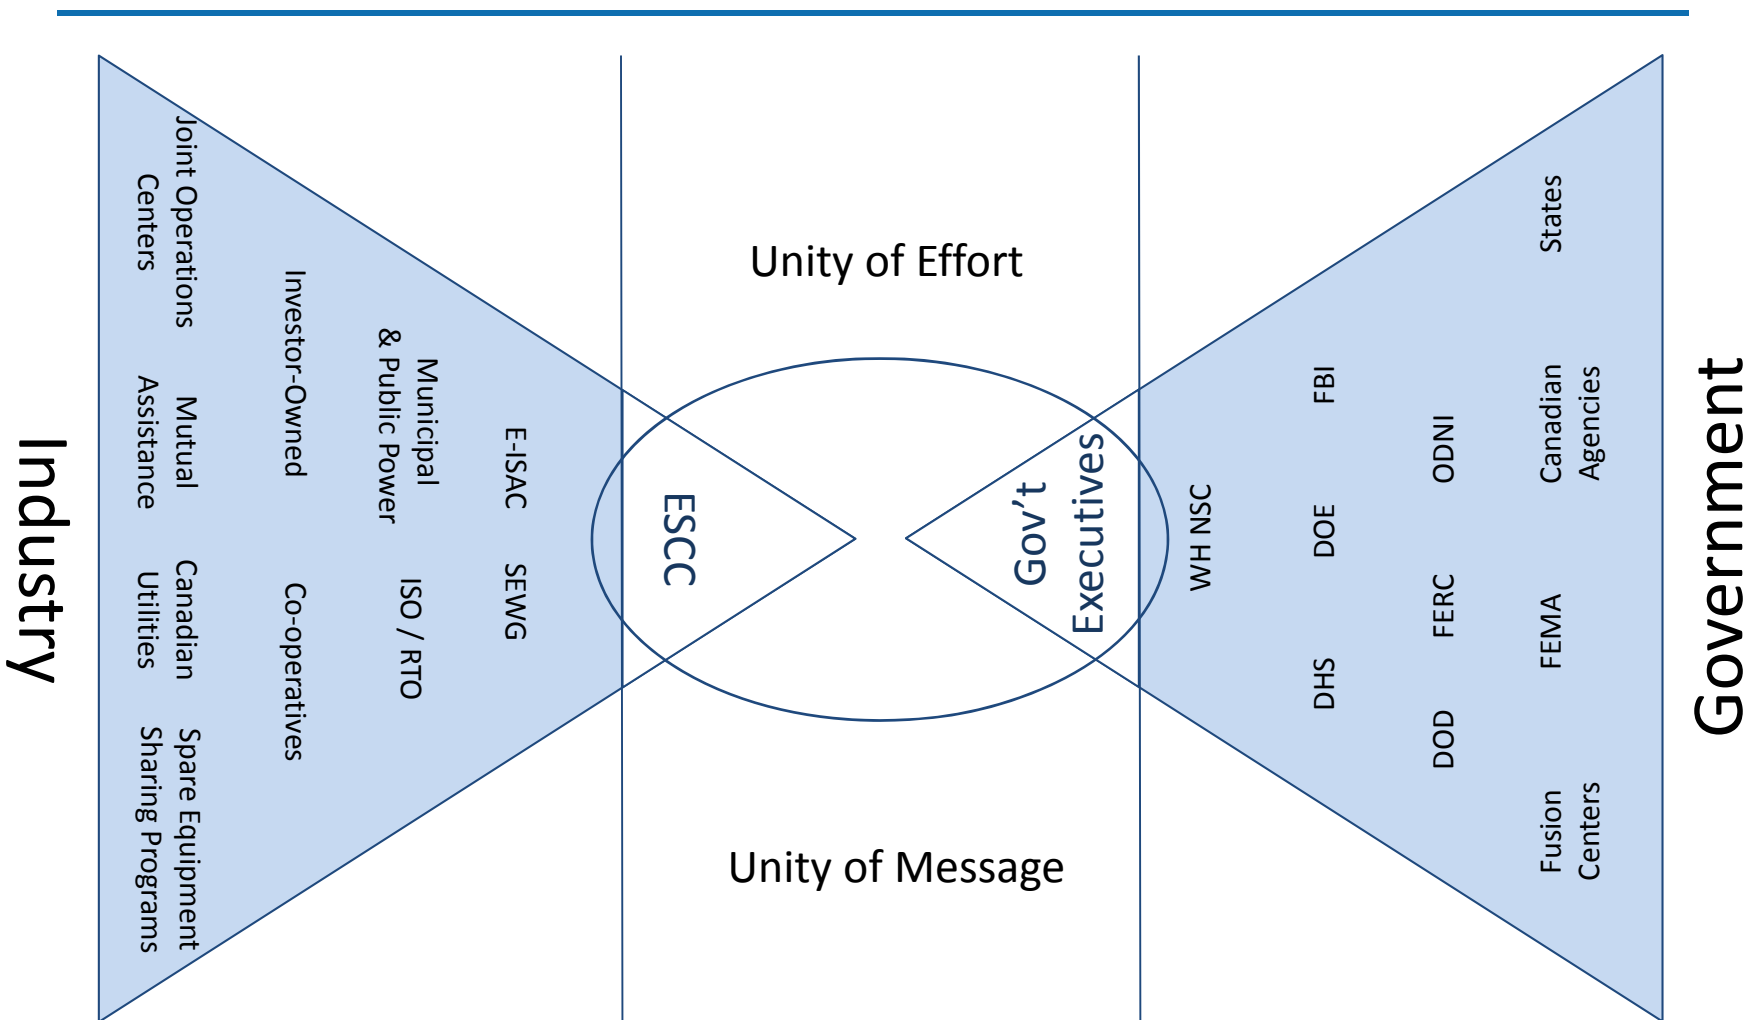 Industry
Joint Operations
Centers
Mutual
Assistance
Canadian
Utilities
Spare Equipment
Sharing Programs
Investor-Owned
Co-operatives
Municipal
& Public Power
ISO / RTO
E-ISAC
SEWG
ESCC
Unity of Effort
Unity of Message
Gov’t
Executives
WH NSC
FBI
DOE
DHS
ODNI
FERC
DOD
States
Canadian
Agencies
FEMA
Fusion
Centers
Government